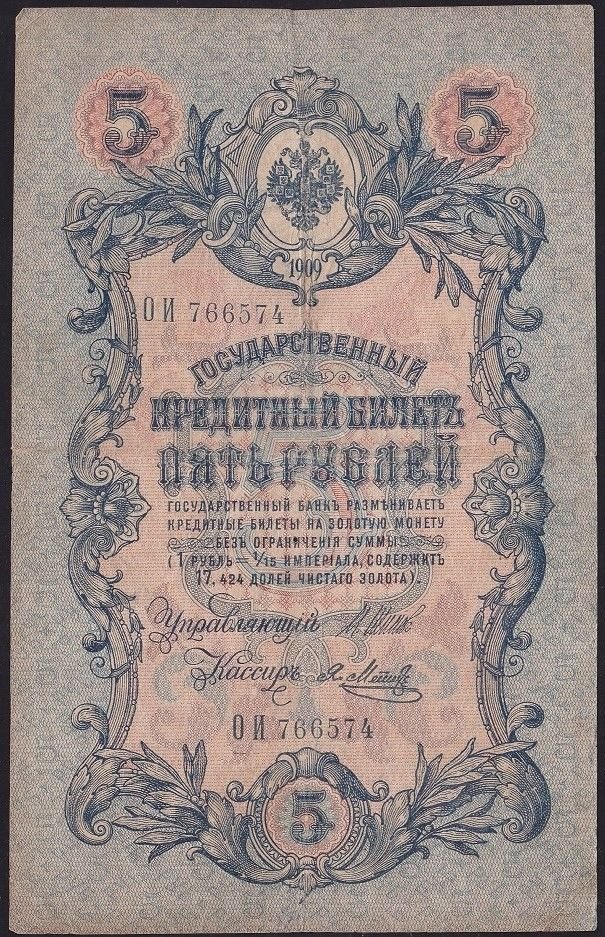 5 5
1909
ОИ 766574
ГОСУДАРСТВЕННЫЙ
КРЕДИТНЫЙ БИЛЕТЪ
ПЯТЬ РУБЛЕЙ
ГОСУДАРСТВЕННЫЙ БАНКЪ РАЗМѢНИВАЕТЪ
КРЕДИТНЫЕ БИЛЕТЫ НА ЗОЛОТУЮ МОНЕТУ
БЕЗЪ ОГРАНИЧЕНІЯ СУММЫ
(1 РУБЛЬ = 1/15 ИМПЕРІАЛА, СОДЕРЖИТЪ
17,424 ДОЛЕЙ ЧИСТАГО ЗОЛОТА).
Управляющій
Кассиръ
ОИ 766574
5